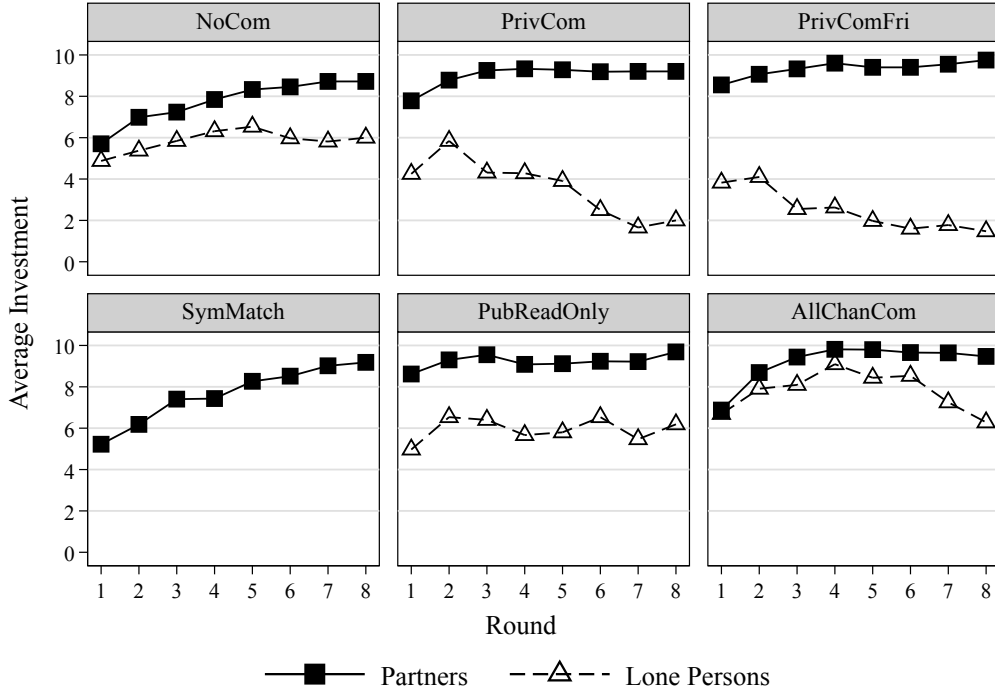 NoCom PrivCom PrivComFri
10
8
6
4
2
0
SymMatch PubReadOnly AllChanCom
10
8
6
4
2
0
Average Investment
1 2 3 4 5 6 7 8 1 2 3 4 5 6 7 8 1 2 3 4 5 6 7 8
Round
Partners Lone Persons